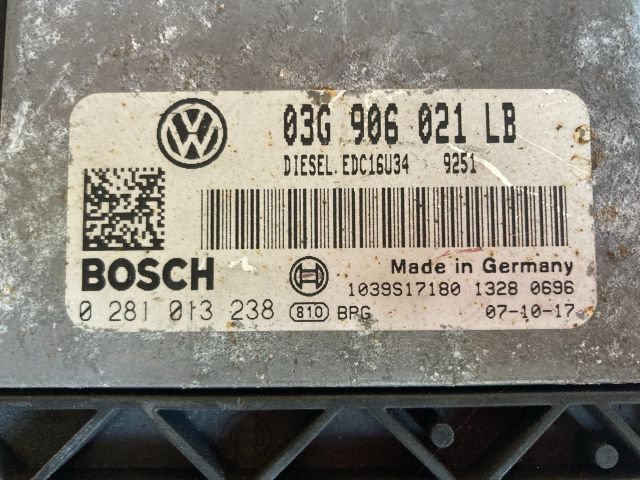 03G 906 021 LB
DIESEL.EDC16U34 9251
BOSCH
Made in Germany
1039S17180 1328 0696
0 281 013 238 810 BPG 07-10-17